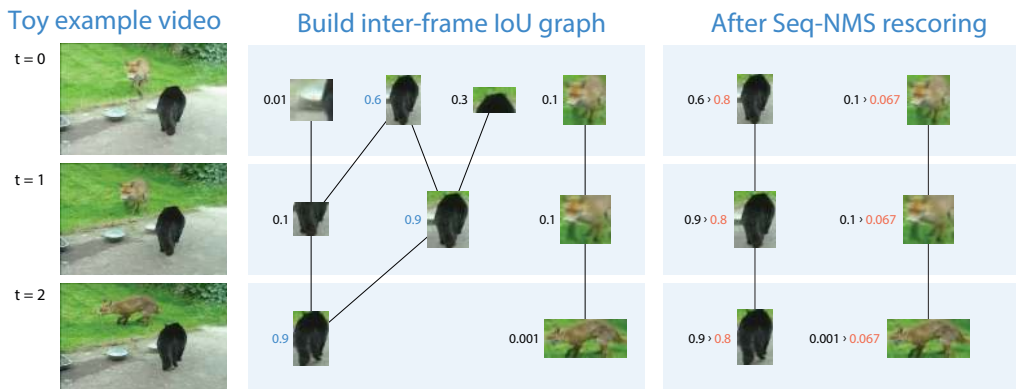 Toy example video
Build inter-frame IoU graph
After Seq-NMS rescoring
t = 0
0.01
0.6
0.3
0.1
0.6 › 0.8
0.1 › 0.067
t = 1
0.1
0.9
0.1
0.9 › 0.8
0.1 › 0.067
t = 2
0.9
0.001
0.9 › 0.8
0.001 › 0.067